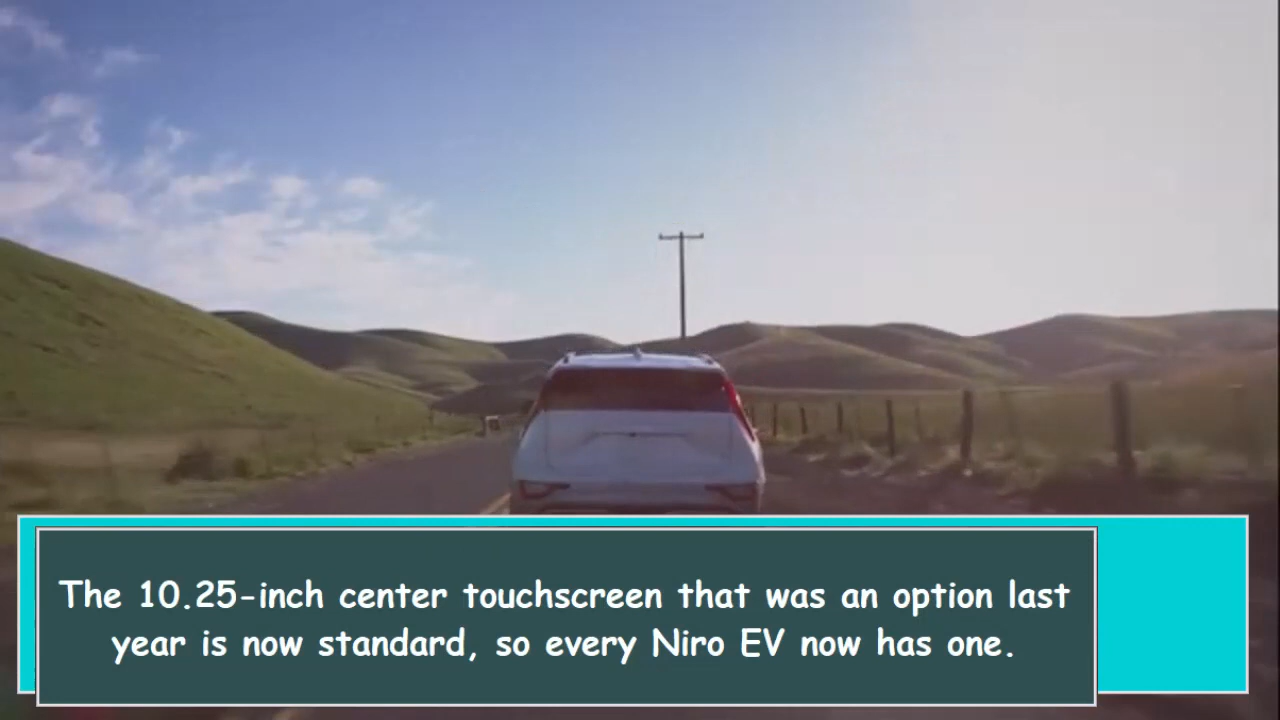 The 10.25-inch center touchscreen that was an option last
year is now standard, so every Niro EV now has one.